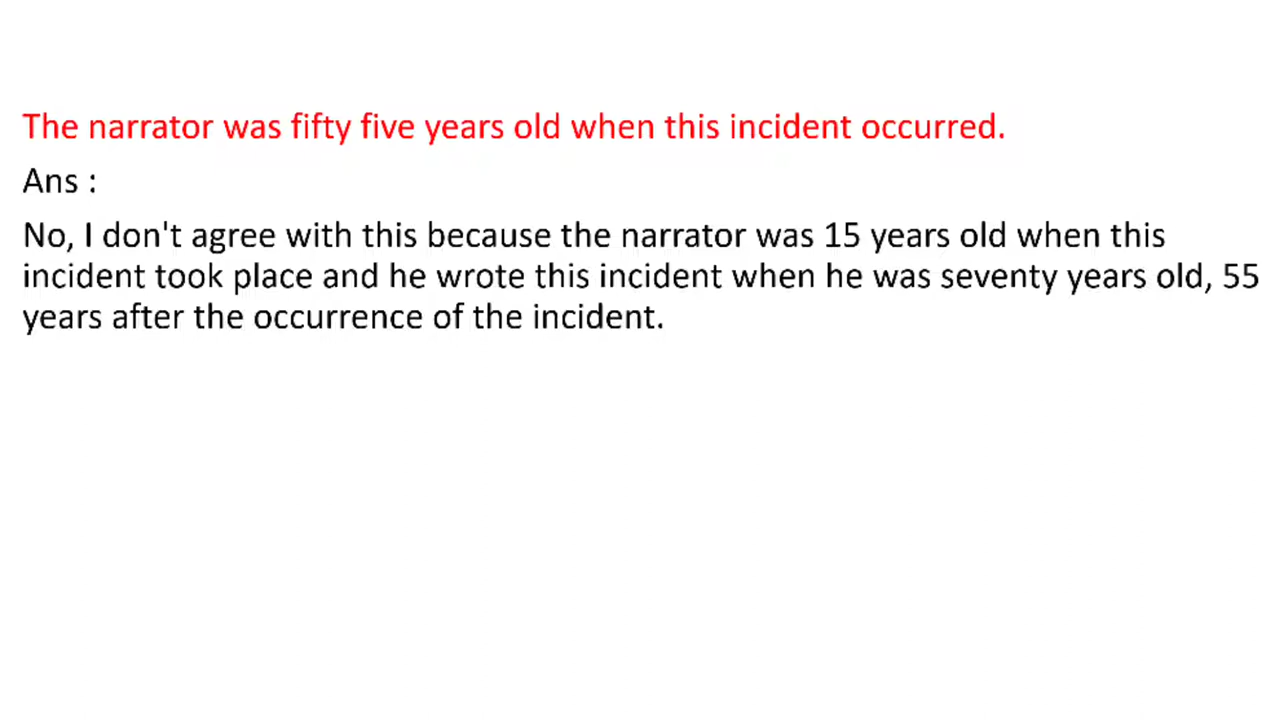 The narrator was fifty five years old when this incident occurred.
Ans :
No, I don't agree with this because the narrator was 15 years old when this
incident took place and he wrote this incident when he was seventy years old, 55
years after the occurrence of the incident.